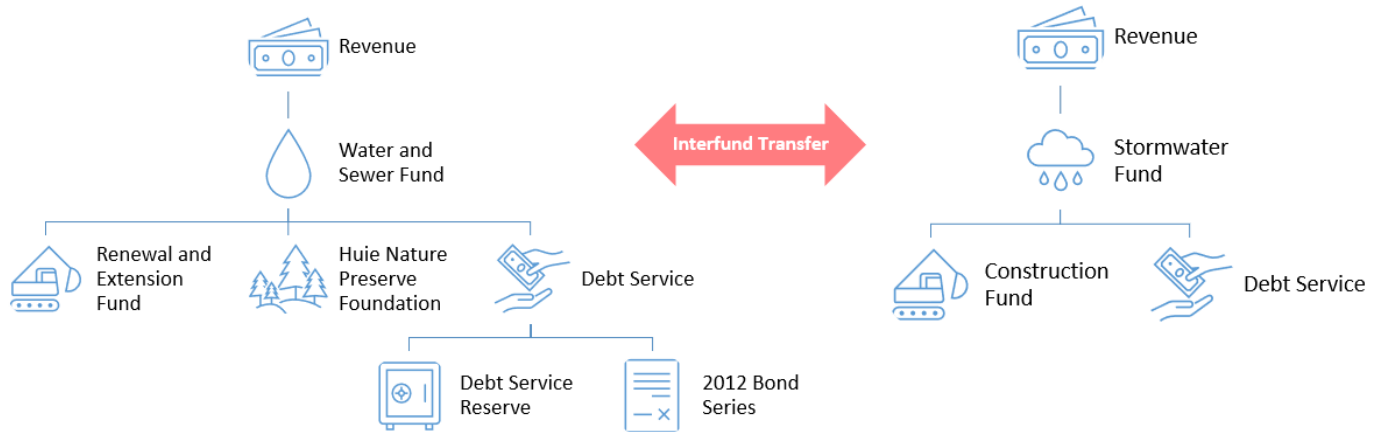 Revenue
Water and
Sewer Fund
Renewal and
Extension
Fund
Huie Nature
Preserve
Foundation
Debt Service
Debt Service
Reserve
2012 Bond
Series
Interfund Transfer
Revenue
Stormwater
Fund
Construction
Fund
Debt Service